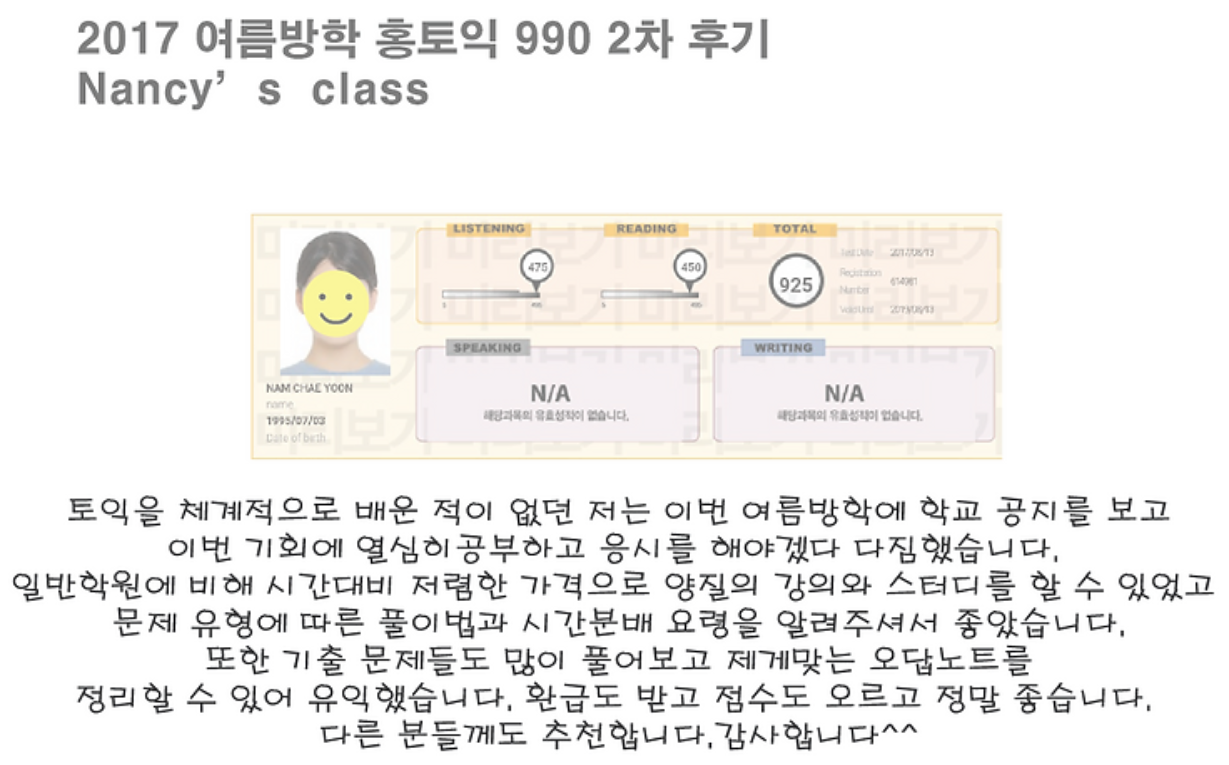 2017 여름방학 홍토익 990 2차 후기
Nancy’ s class
LISTENING
READING
TOTAL
475
450
925
Test Date 2017/08/13
Registration Number 614981
Valid Until 2019/08/13
SPEAKING
WRITING
N/A
해당과목의 유효성적이 없습니다.
N/A
해당과목의 유효성적이 없습니다.
NAM CHAE YOON
name
1995/07/03
Date of birth
미리보기
토익을 체계적으로 배운 적이 없던 저는 이번 여름방학에 학교 공지를 보고
이번 기회에 열심히공부하고 응시를 해야겠다 다짐했습니다.
일반학원에 비해 시간대비 저렴한 가격으로 양질의 강의와 스터디를 할 수 있었고
문제 유형에 따른 풀이법과 시간분배 요령을 알려주셔서 좋았습니다.
또한 기출 문제들도 많이 풀어보고 제게맞는 오답노트를
정리할 수 있어 유익했습니다. 환급도 받고 점수도 오르고 정말 좋습니다.
다른 분들께도 추천합니다.감사합니다^^